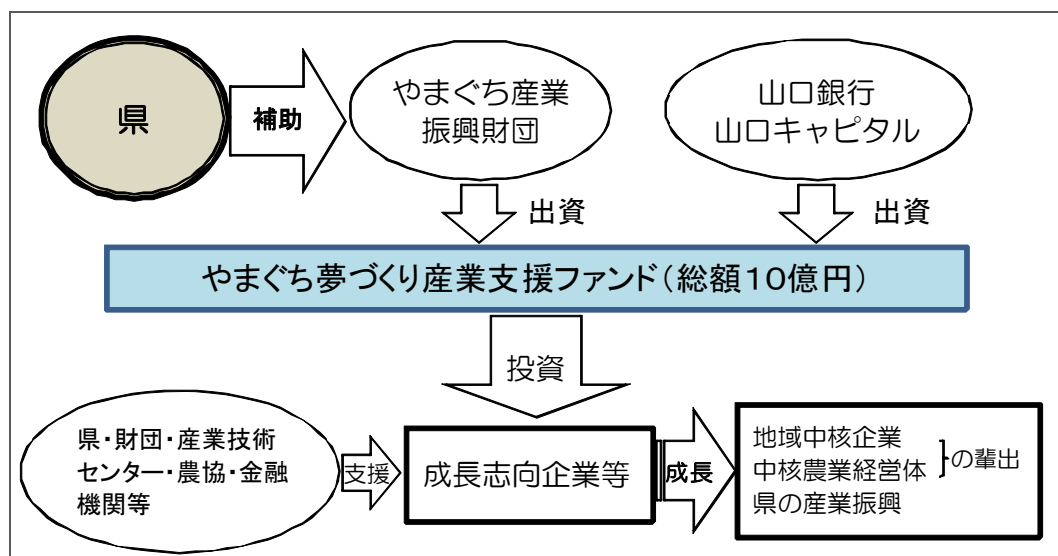 県
補助
やまぐち産業
振興財団
山口銀行
山口キャピタル
出資
出資
やまぐち夢づくり産業支援ファンド（総額１０億円）
投資
県・財団・産業技術
センター・農協・金融
機関等
支援
成長志向企業等
成長
地域中核企業
中核農業経営体
}の輩出
県の産業振興